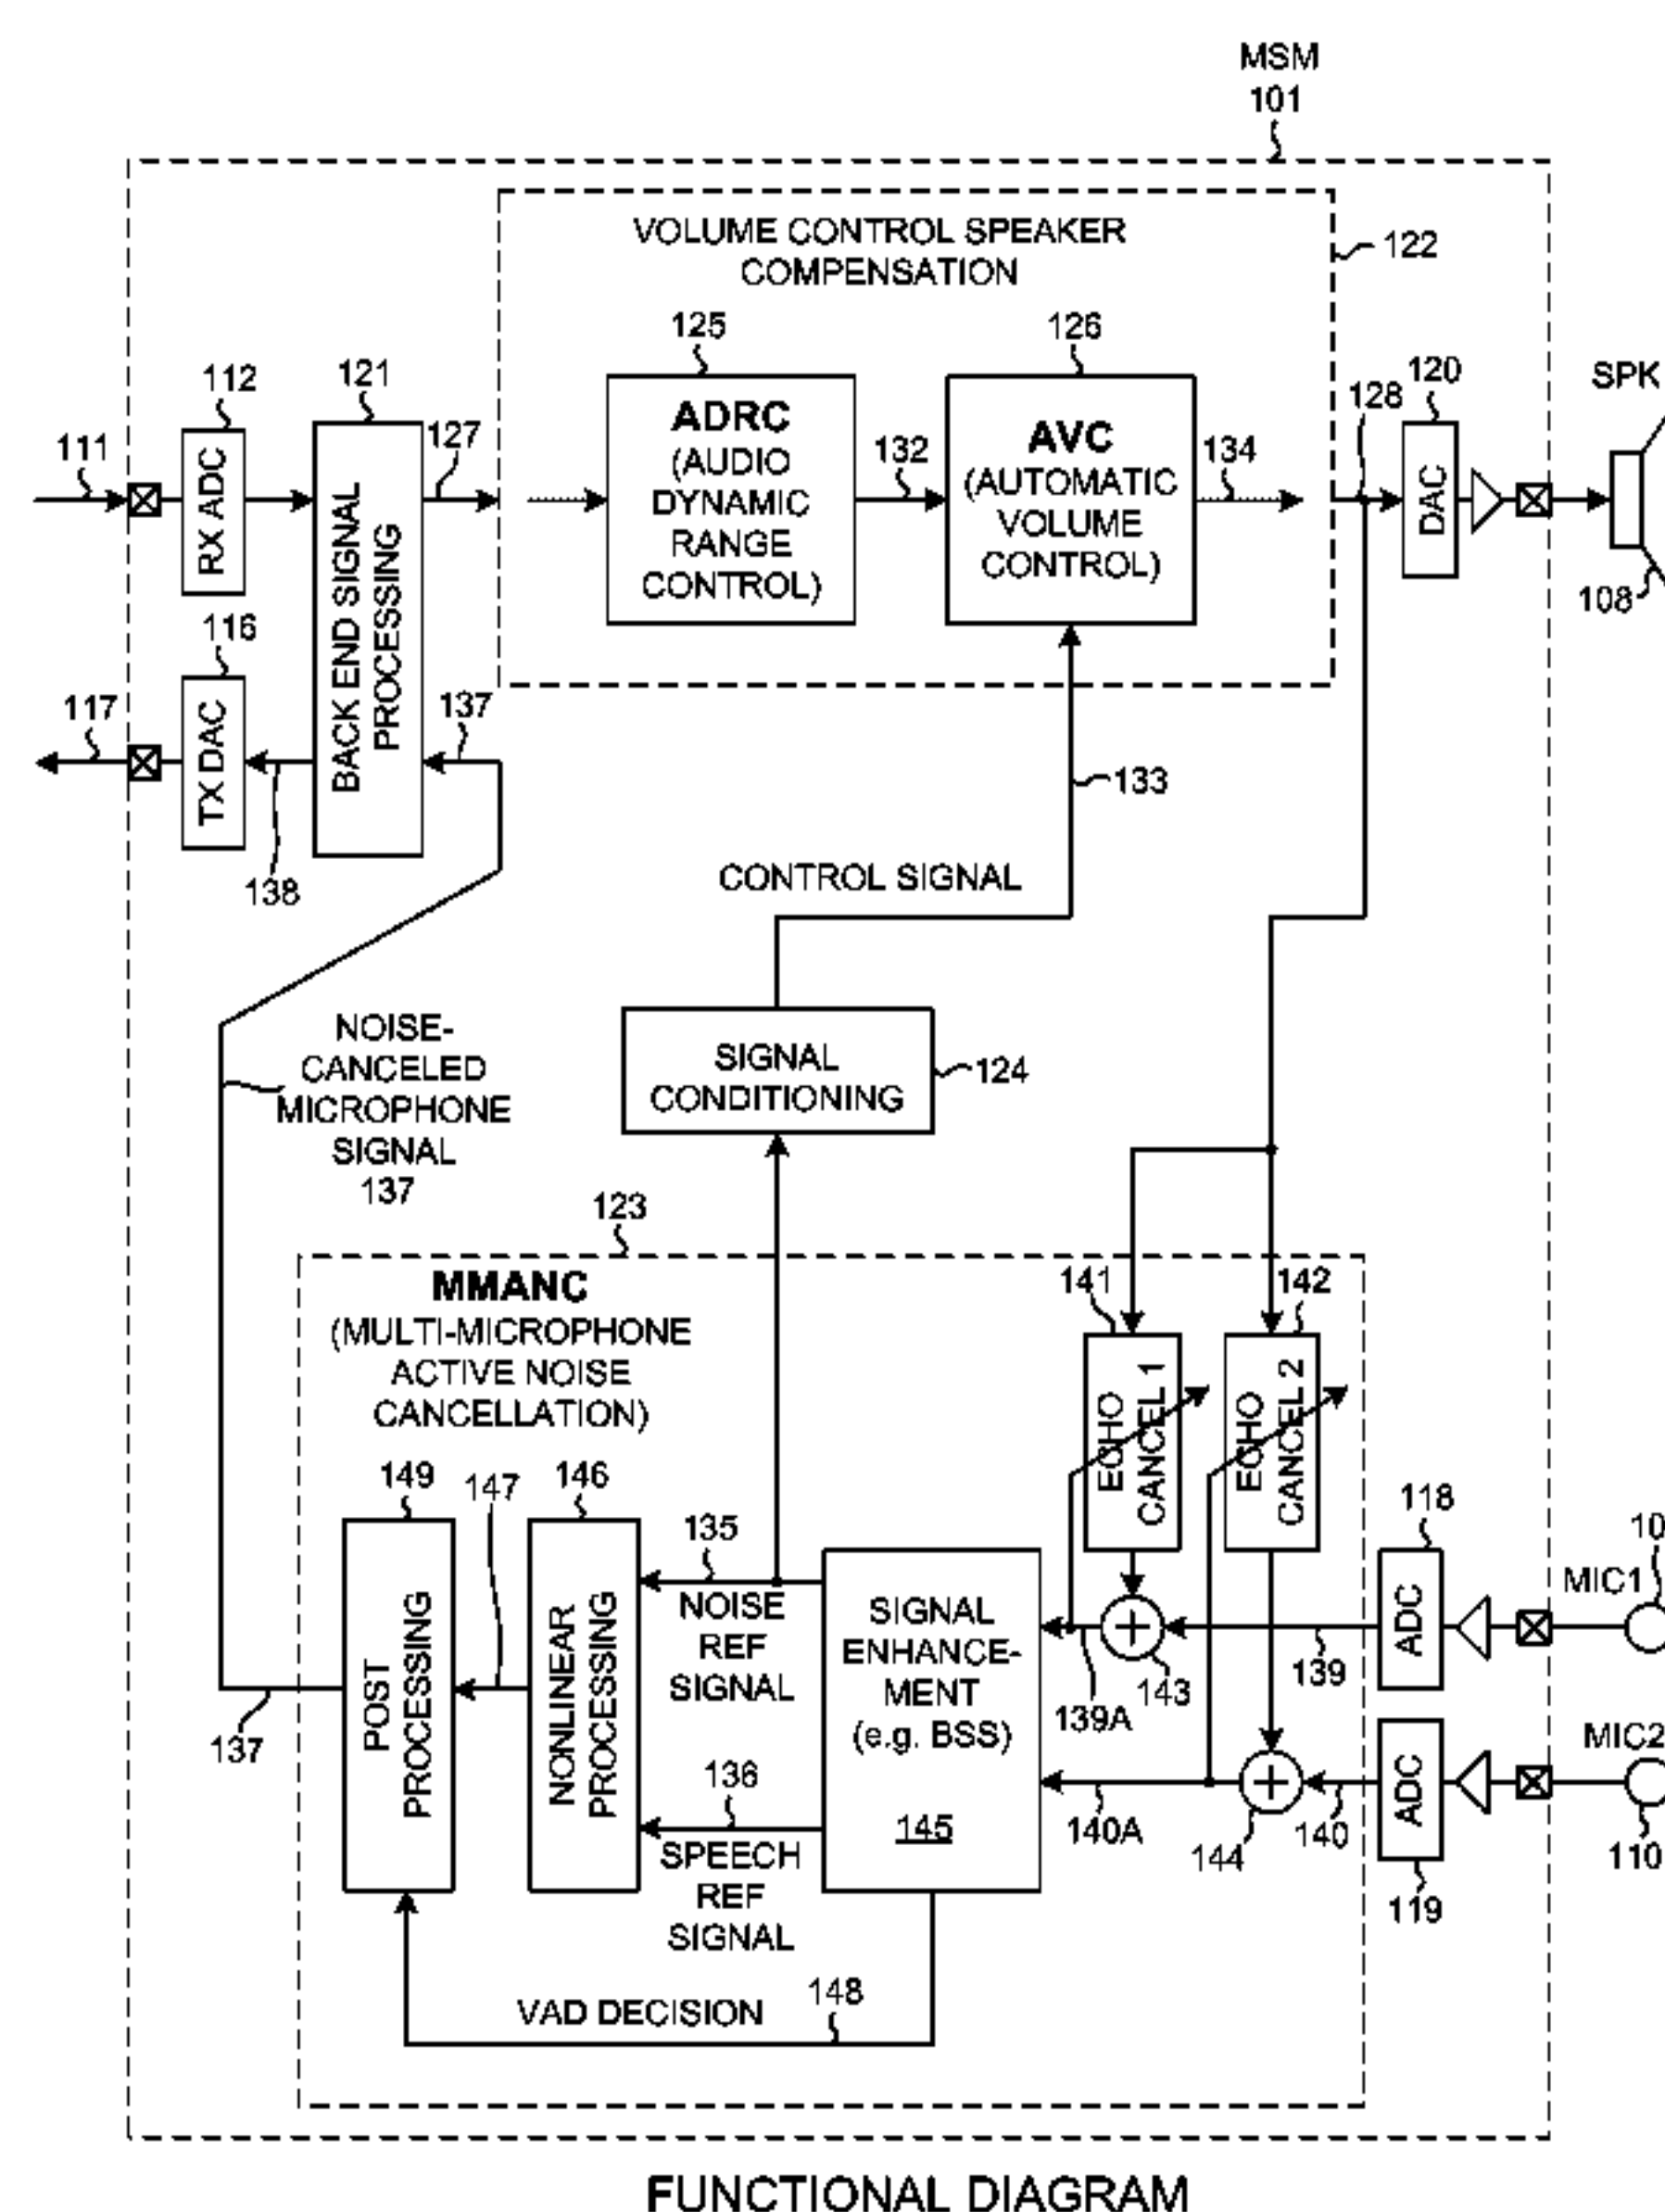 MSM
101
VOLUME CONTROL SPEAKER
COMPENSATION
122
125
126
112
121
127
111
RX ADC
BACK END SIGNAL
PROCESSING
ADRC
(AUDIO
DYNAMIC
RANGE
CONTROL)
132
AVC
(AUTOMATIC
VOLUME
CONTROL)
134
128
120
DAC
SPK
108
116
117
TX DAC
138
137
133
CONTROL SIGNAL
NOISE-
CANCELED
MICROPHONE
SIGNAL
137
SIGNAL
CONDITIONING
124
123
MMANC
(MULTI-MICROPHONE
ACTIVE NOISE
CANCELLATION)
141
142
ECHO
CANCEL 1
ECHO
CANCEL 2
149
147
146
135
NOISE
REF
SIGNAL
POST
PROCESSING
NONLINEAR
PROCESSING
SIGNAL
ENHANCE-
MENT
(e.g. BSS)
145
136
SPEECH
REF
SIGNAL
137
139A
143
139
118
ADC
MIC1
10
140A
144
140
ADC
119
MIC2
110
VAD DECISION
148
FUNCTIONAL DIAGRAM